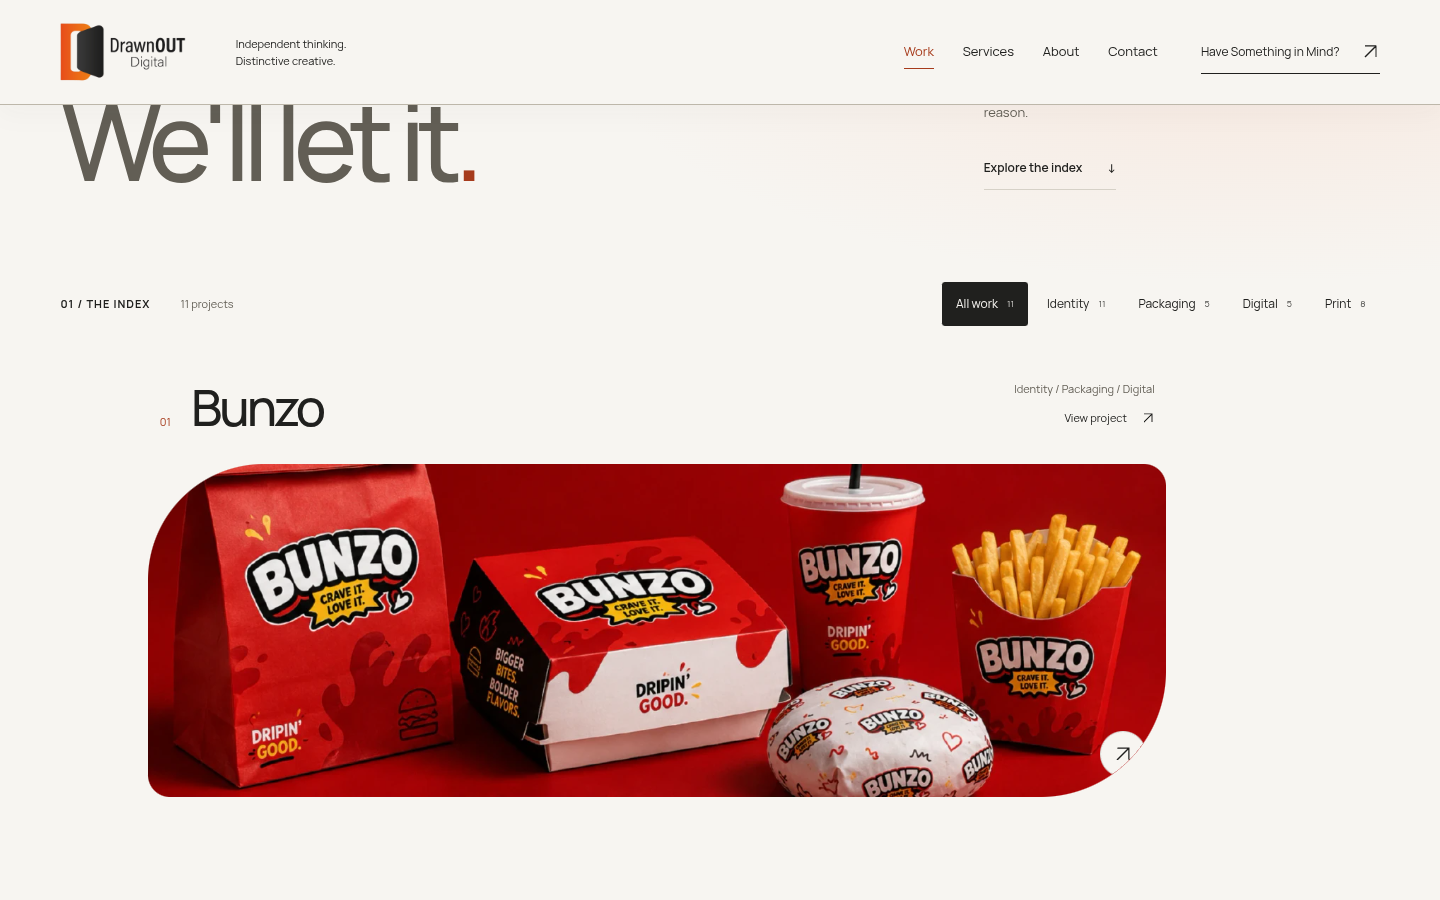 DrawnOUT
Digital
Independent thinking.
Distinctive creative.
Work
Services
About
Contact
Have Something in Mind?
We'll let it.
reason.
Explore the index ↓
01 / THE INDEX
11 projects
All work 11
Identity 11
Packaging 5
Digital 5
Print 8
01
Bunzo
Identity / Packaging / Digital
View project
BUNZO
CRAVE IT.
LOVE IT.
DRIPIN'
GOOD.
BIGGER
BITES.
BOLDER
FLAVORS.
BUNZO
CRAVE IT.
LOVE IT.
DRIPIN'
GOOD.
BUNZO
CRAVE IT.
LOVE IT.
DRIPIN'
GOOD.
BUNZO
CRAVE IT.
LOVE IT.
BUNZO
BUNZO
BUNZO
BUNZO